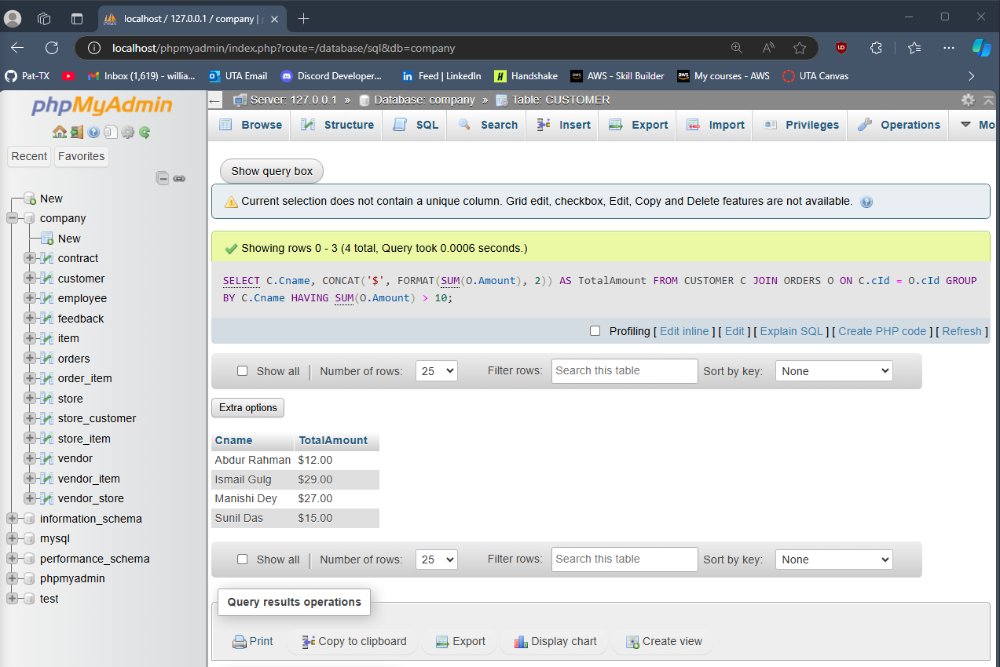 localhost / 127.0.0.1 / company |
localhost/phpmyadmin/index.php?route=/database/sql&db=company
Pat-TX Inbox (1,619) - willia... UTA Email Discord Developer... Feed | LinkedIn Handshake AWS - Skill Builder My courses - AWS UTA Canvas
phpMyAdmin
Recent Favorites
New
company
New
contract
customer
employee
feedback
item
orders
order_item
store
store_customer
store_item
vendor
vendor_item
vendor_store
information_schema
mysql
performance_schema
phpmyadmin
test
Server: 127.0.0.1 » Database: company » Table: CUSTOMER
Browse Structure SQL Search Insert Export Import Privileges Operations Mo
Show query box
Current selection does not contain a unique column. Grid edit, checkbox, Edit, Copy and Delete features are not available.
Showing rows 0 - 3 (4 total, Query took 0.0006 seconds.)
SELECT C.Cname, CONCAT('$', FORMAT(SUM(O.Amount), 2)) AS TotalAmount FROM CUSTOMER C JOIN ORDERS O ON C.cId = O.cId GROUP
BY C.Cname HAVING SUM(O.Amount) > 10;
Profiling [ Edit inline ] [ Edit ] [ Explain SQL ] [ Create PHP code ] [ Refresh ]
Show all | Number of rows: 25 Filter rows: Search this table Sort by key: None
Extra options
Cname TotalAmount
Abdur Rahman $12.00
Ismail Gulg $29.00
Manishi Dey $27.00
Sunil Das $15.00
Show all | Number of rows: 25 Filter rows: Search this table Sort by key: None
Query results operations
Print Copy to clipboard Export Display chart Create view